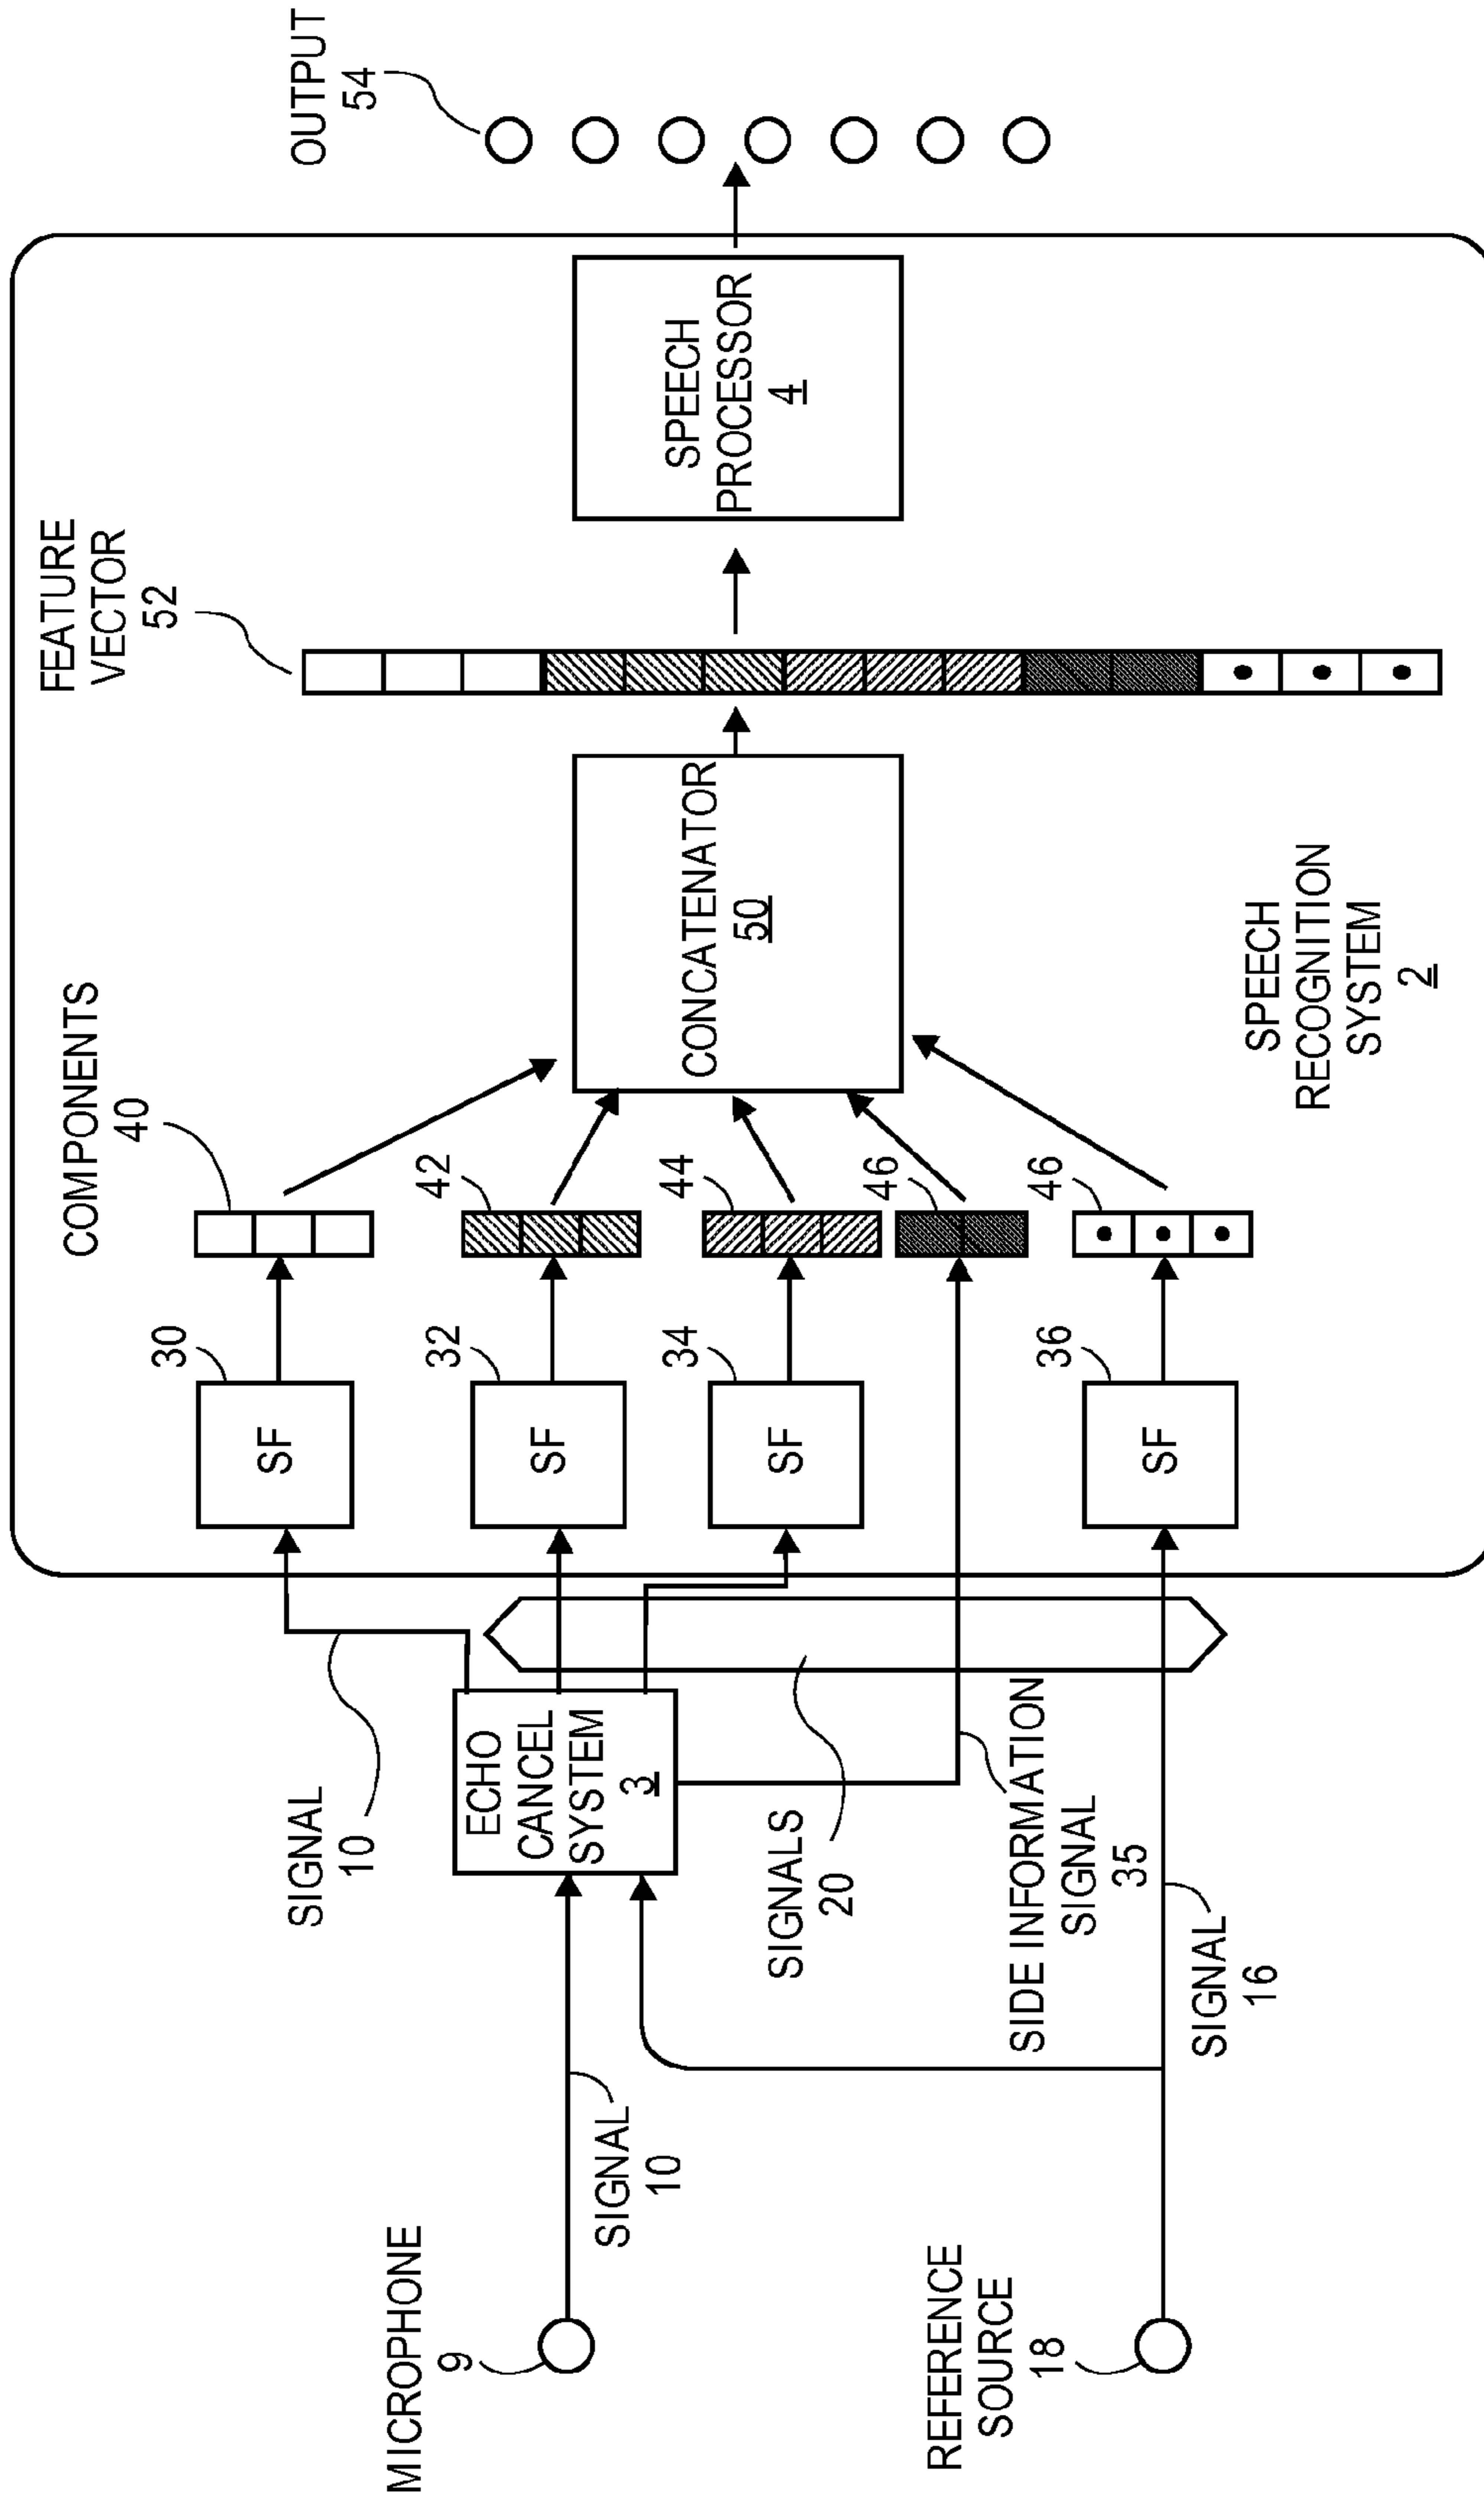 MICROPHONE
9
SIGNAL
10
REFERENCE
SOURCE
18
SIGNAL
16
SIGNAL
10
ECHO
CANCEL
SYSTEM
3
SIGNALS
20
SIDE INFORMATION
SIGNAL
35
SF
30
SF
32
SF
34
SF
36
COMPONENTS
40
42
44
46
46
CONCATENATOR
50
SPEECH
RECOGNITION
SYSTEM
2
FEATURE
VECTOR
52
SPEECH
PROCESSOR
4
OUTPUT
54